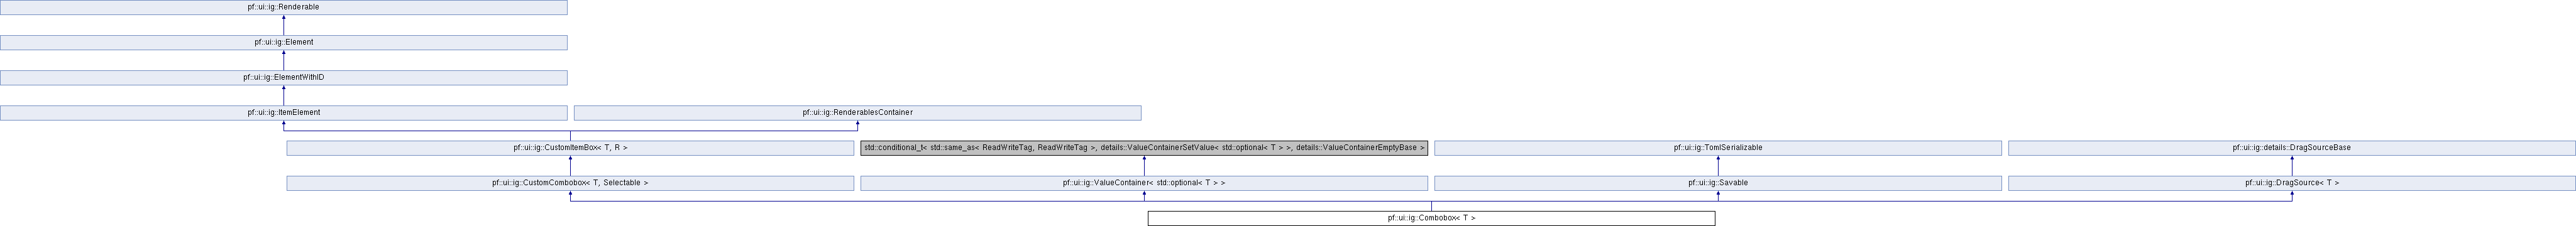 pf::ui::ig::Renderable
pf::ui::ig::Element
pf::ui::ig::ElementWithID
pf::ui::ig::ItemElement
pf::ui::ig::RenderablesContainer
pf::ui::ig::CustomItemBox< T, R >
std::conditional_t< std::same_as< ReadWriteTag, ReadWriteTag >, details::ValueContainerSetValue< std::optional< T > >, details::ValueContainerEmptyBase >
pf::ui::ig::TomlSerializable
pf::ui::ig::details::DragSourceBase
pf::ui::ig::CustomCombobox< T, Selectable >
pf::ui::ig::ValueContainer< std::optional< T > >
pf::ui::ig::Savable
pf::ui::ig::DragSource< T >
pf::ui::ig::Combobox< T >